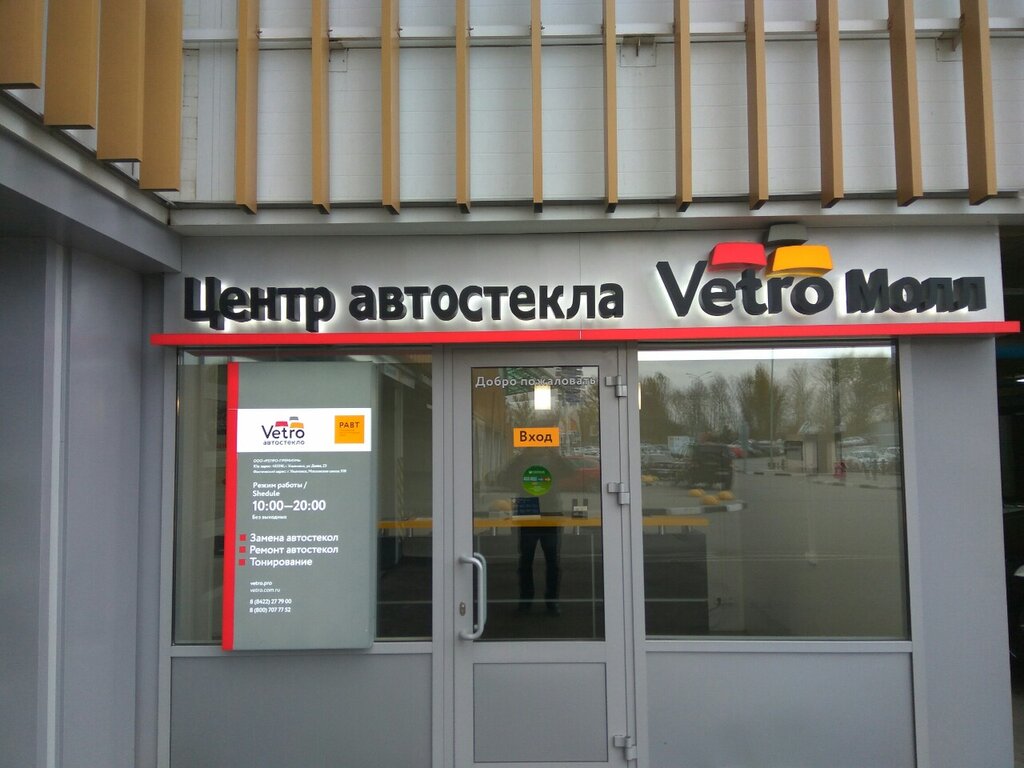 Центр автостекла Vetro Молл
Добро пожаловать
Вход
Vetro
автостекло
РАВТ
Режим работы /
Shedule
10:00—20:00
Без выходных
Замена автостекол
Ремонт автостекол
Тонирование
vetro.pro
vetro.com.ru
8 (8422) 27 79 00
8 (800) 707 77 52